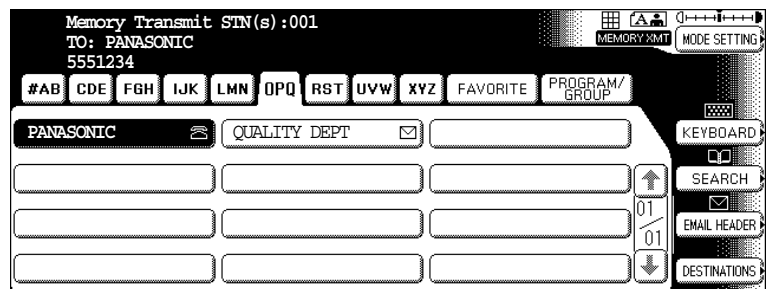 Memory Transmit STN(s):001
TO: PANASONIC
5551234
MEMORY XMT
MODE SETTING
#AB CDE FGH IJK LMN OPQ RST UVW XYZ FAVORITE PROGRAM/
GROUP
PANASONIC QUALITY DEPT
KEYBOARD
SEARCH
01
01
EMAIL HEADER
DESTINATIONS